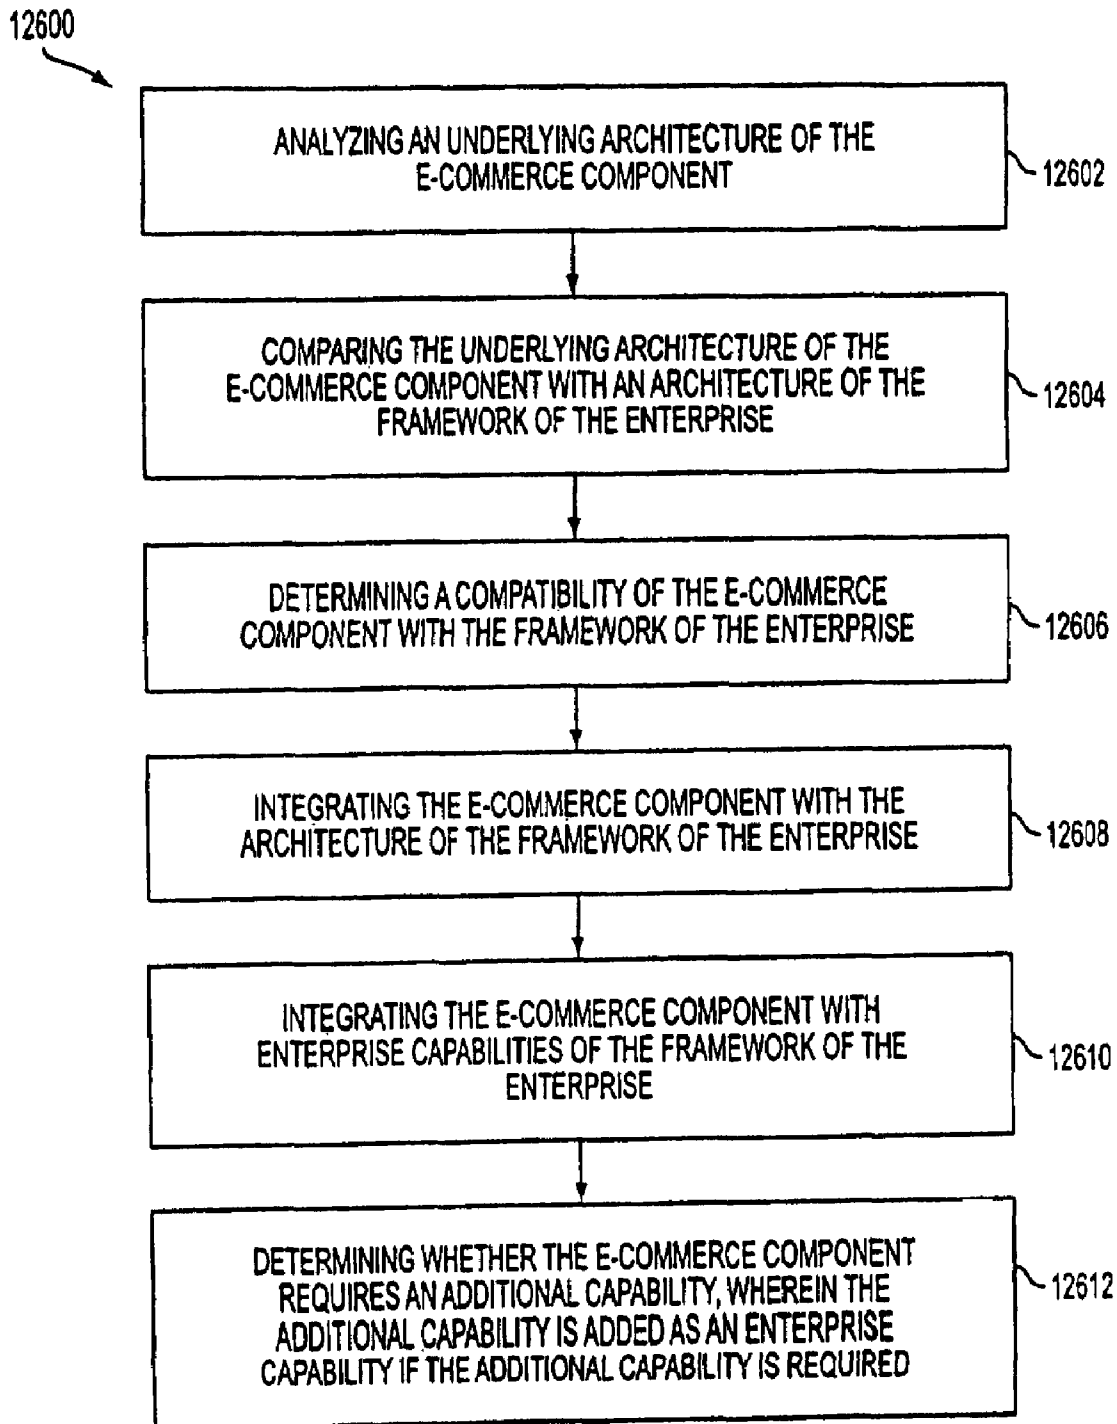 12600
ANALYZING AN UNDERLYING ARCHITECTURE OF THE
E-COMMERCE COMPONENT
12602
COMPARING THE UNDERLYING ARCHITECTURE OF THE
E-COMMERCE COMPONENT WITH AN ARCHITECTURE OF THE
FRAMEWORK OF THE ENTERPRISE
12604
DETERMINING A COMPATIBILITY OF THE E-COMMERCE
COMPONENT WITH THE FRAMEWORK OF THE ENTERPRISE
12606
INTEGRATING THE E-COMMERCE COMPONENT WITH THE
ARCHITECTURE OF THE FRAMEWORK OF THE ENTERPRISE
12608
INTEGRATING THE E-COMMERCE COMPONENT WITH
ENTERPRISE CAPABILITIES OF THE FRAMEWORK OF THE
ENTERPRISE
12610
DETERMINING WHETHER THE E-COMMERCE COMPONENT
REQUIRES AN ADDITIONAL CAPABILITY, WHEREIN THE
ADDITIONAL CAPABILITY IS ADDED AS AN ENTERPRISE
CAPABILITY IF THE ADDITIONAL CAPABILITY IS REQUIRED
12612